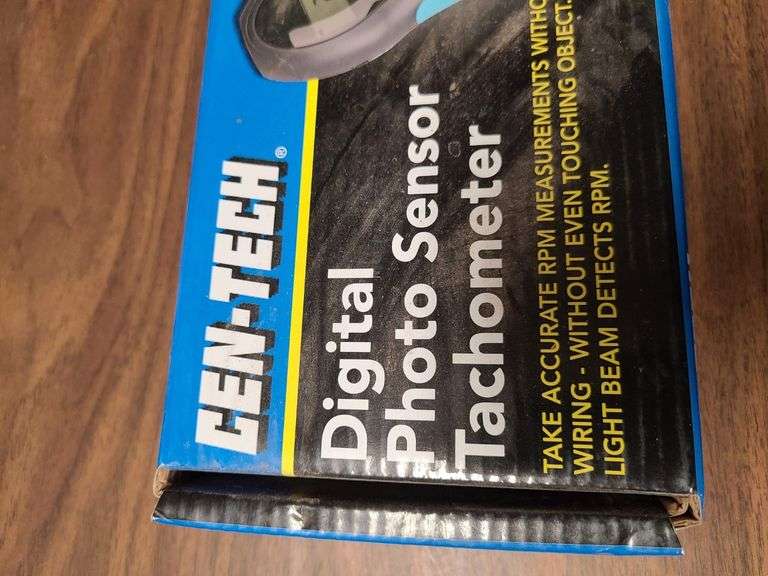 CEN-TECH®
Digital
Photo Sensor
Tachometer
TAKE ACCURATE RPM MEASUREMENTS
WIRING - WITHOUT EVEN TOUCHING OBJECT.
LIGHT BEAM DETECTS RPM.